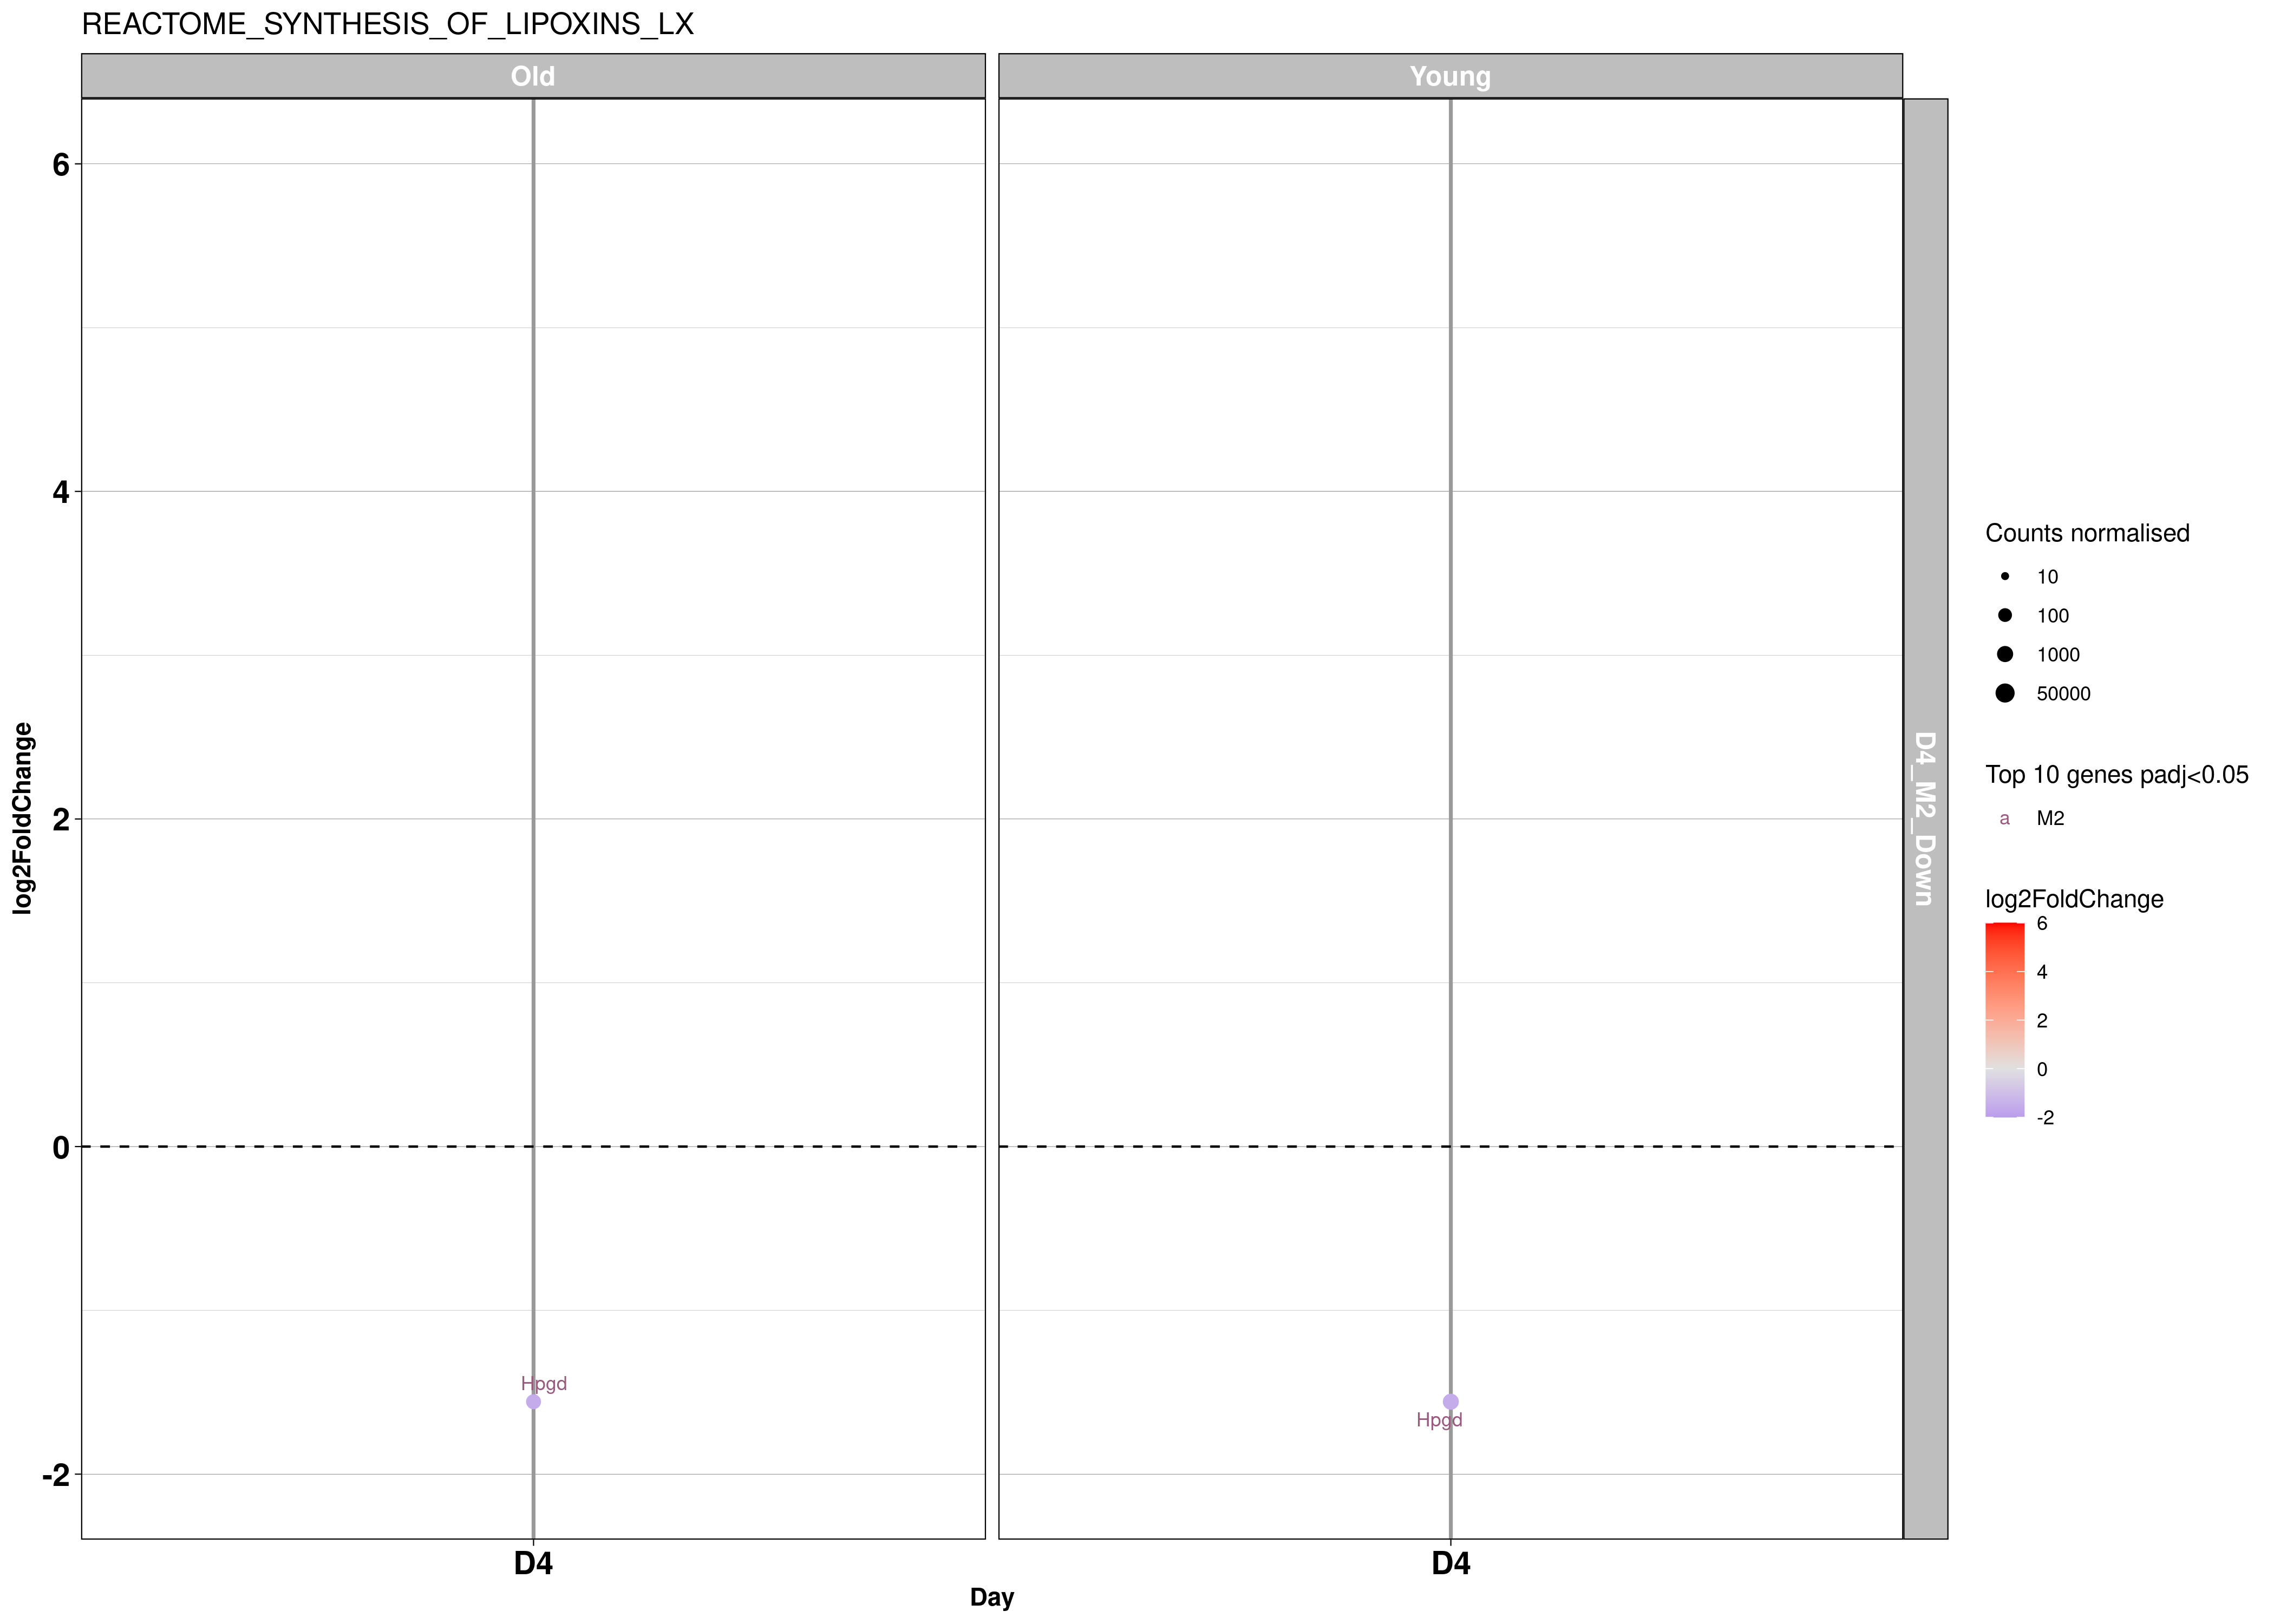 REACTOME_SYNTHESIS_OF_LIPOXINS_LX
Old
Young
6
4
2
0
-2
log2FoldChange
Hpgd
Hpgd
D4
D4
Day
D4_M2_Down
Counts normalised
10
100
1000
50000
Top 10 genes padj<0.05
a M2
log2FoldChange
6
4
2
0
-2